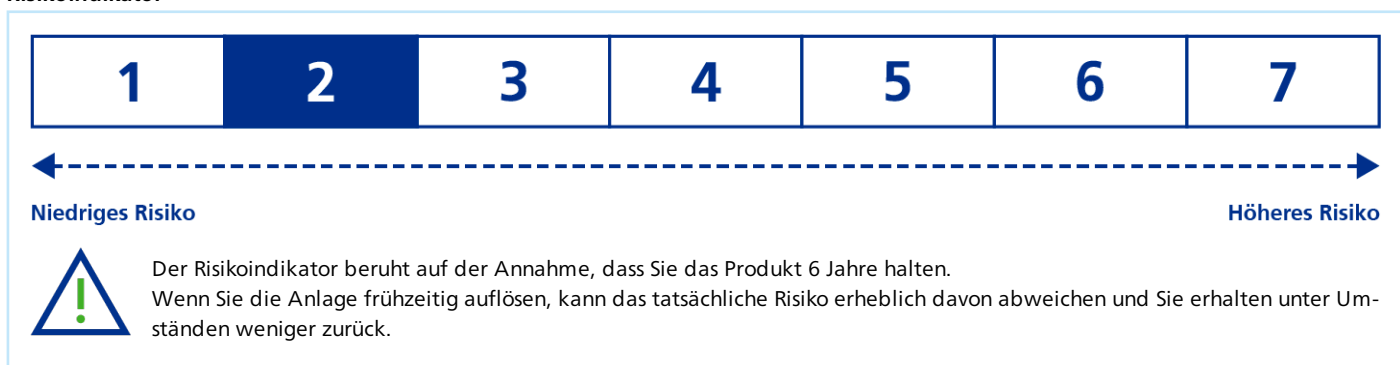 1 2 3 4 5 6 7
Niedriges Risiko Höheres Risiko
Der Risikoindikator beruht auf der Annahme, dass Sie das Produkt 6 Jahre halten.
Wenn Sie die Anlage frühzeitig auflösen, kann das tatsächliche Risiko erheblich davon abweichen und Sie erhalten unter Um-
ständen weniger zurück.